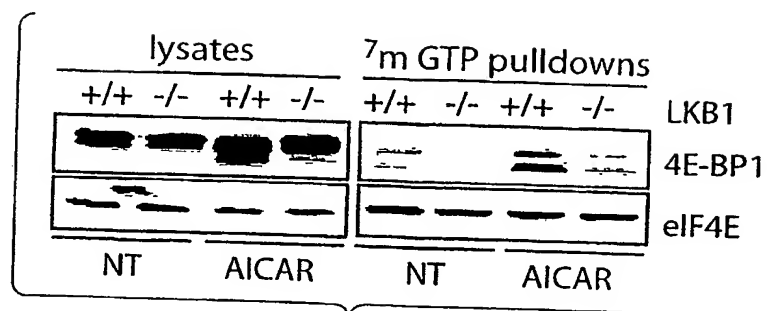 lysates ⁷m GTP pulldowns
+/+ -/- +/+ -/- +/+ -/- +/+ -/- LKB1
4E-BP1
eIF4E
NT AICAR NT AICAR